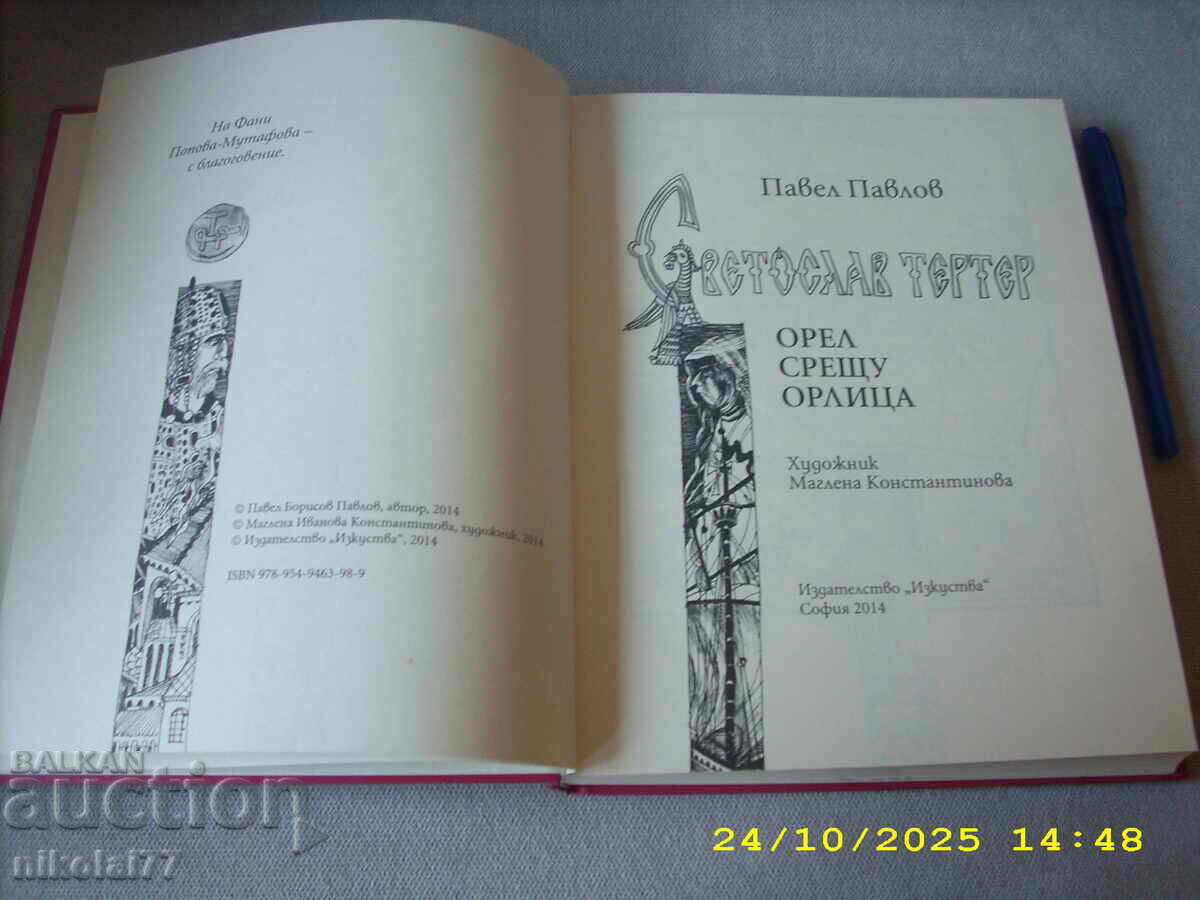 На Фани
Попова-Мутафова –
с благоговение.
© Павел Борисов Павлов, автор, 2014
© Маглена Иванова Константинова, художник, 2014
© Издателство „Изкуства“, 2014
ISBN 978-954-9463-98-9
Павел Павлов
СВЕТОСЛАВ ТЕРТЕР
ОРЕЛ
СРЕЩУ
ОРЛИЦА
Художник
Маглена Константинова
Издателство „Изкуства“
София 2014
BALKAN
auction
nikolai77
24/10/2025 14:48